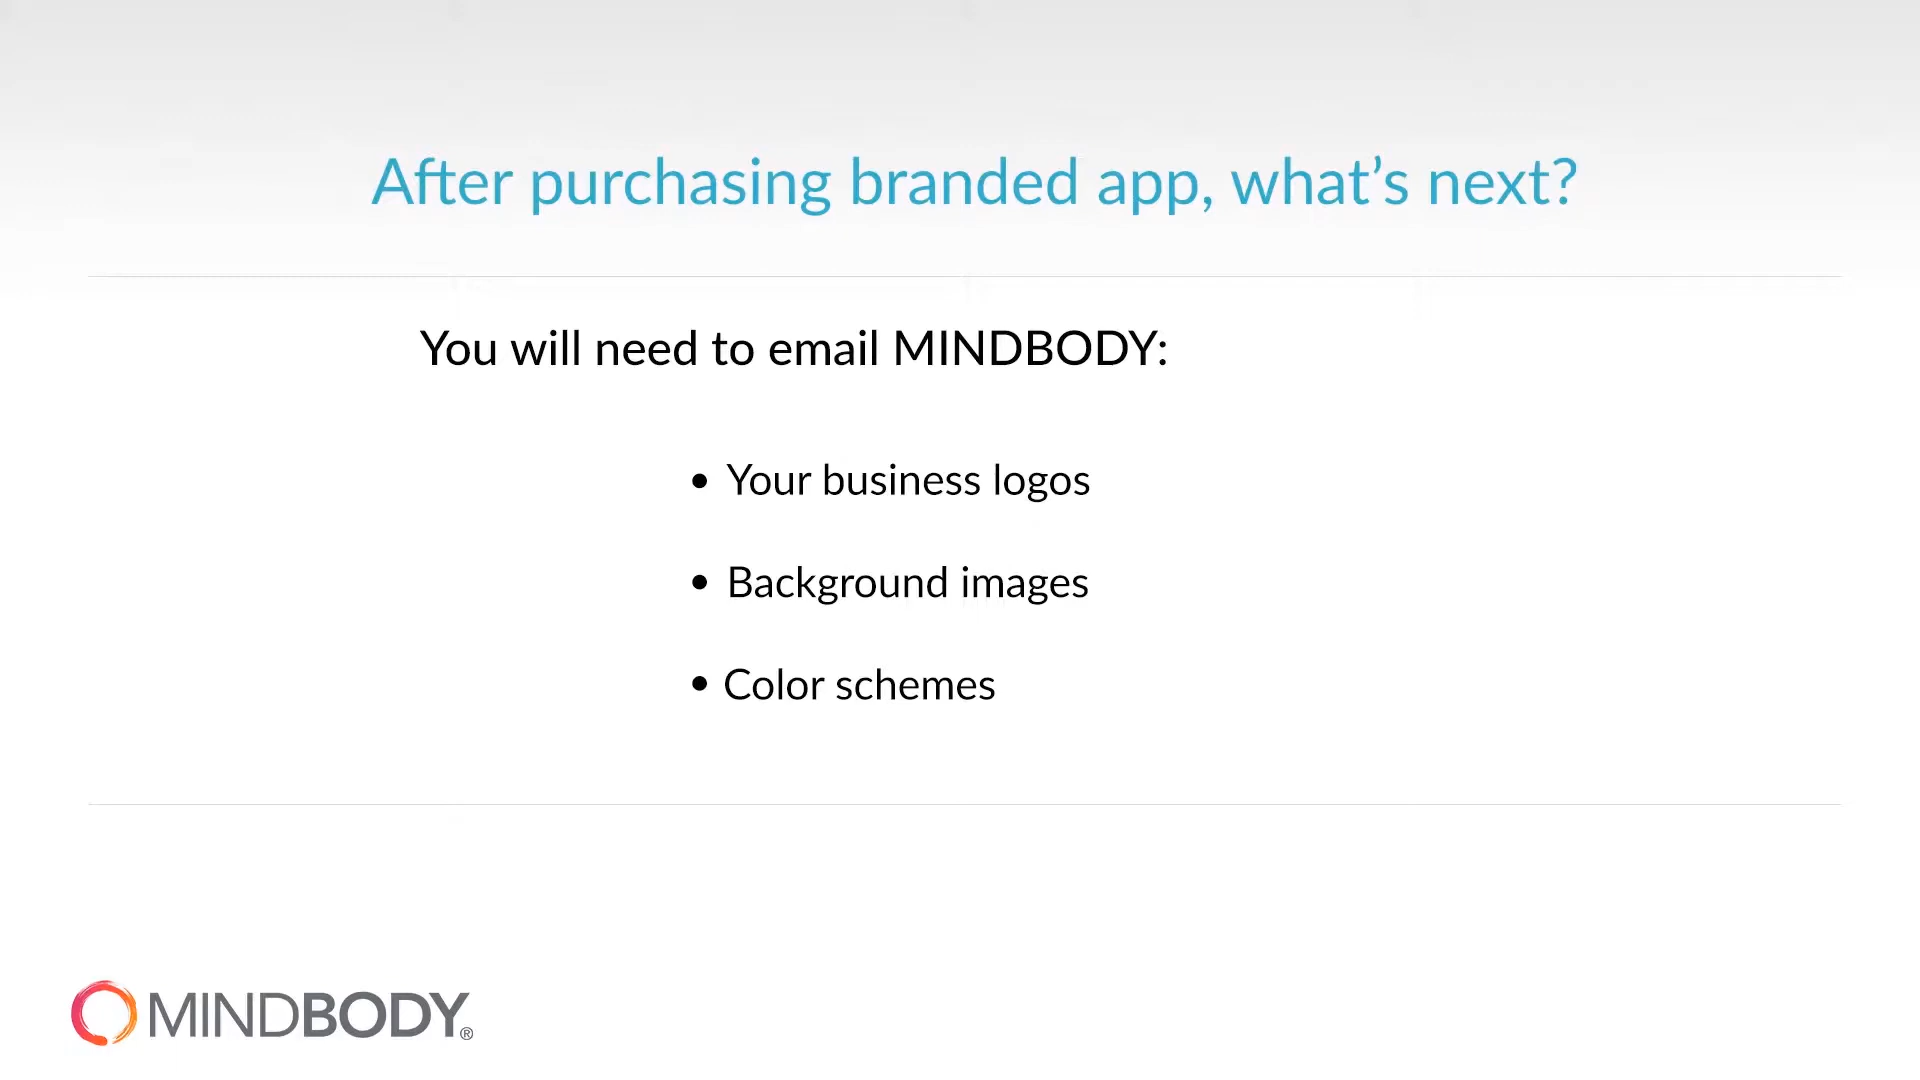 After purchasing branded app, what’s next?
You will need to email MINDBODY:
• Your business logos
• Background images
• Color schemes
MINDBODY®